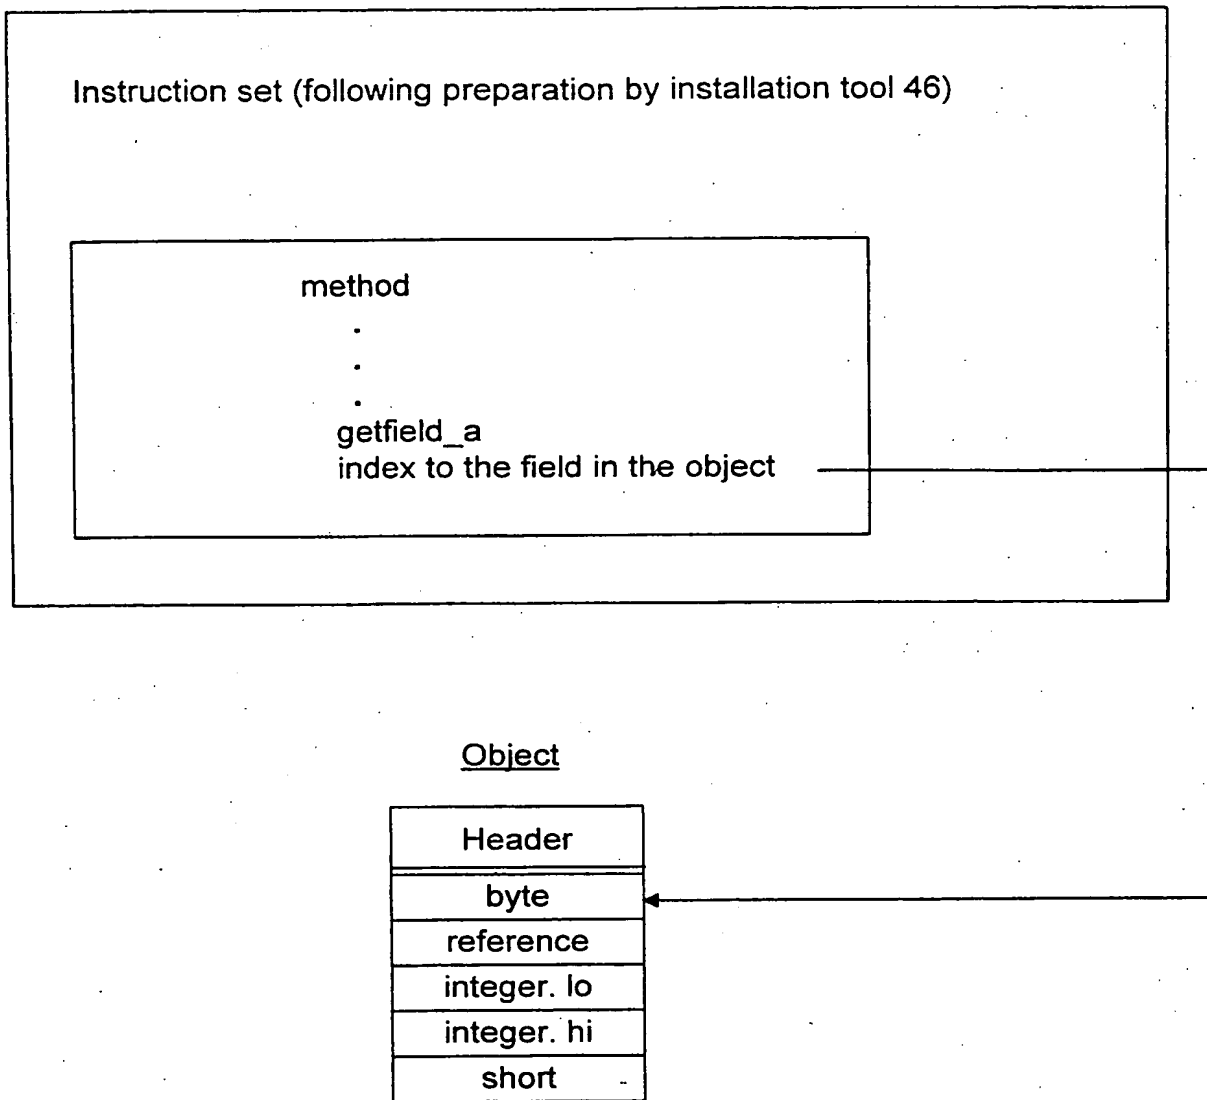 Instruction set (following preparation by installation tool 46)
method
.
.
.
getfield_a
index to the field in the object
Object
Header
byte
reference
integer. lo
integer. hi
short